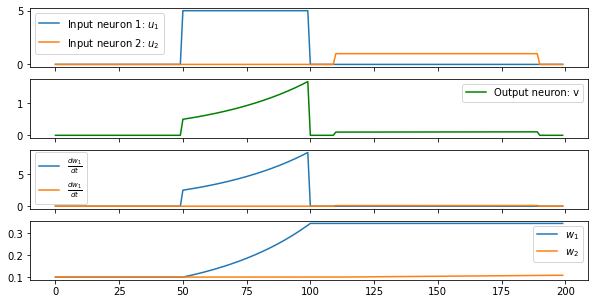 5
0
Input neuron 1: u₁
Input neuron 2: u₂
1
0
Output neuron: v
5
0
dw₁/dt
dw₁/dt
0.3
0.2
0.1
w₁
w₂
0 25 50 75 100 125 150 175 200